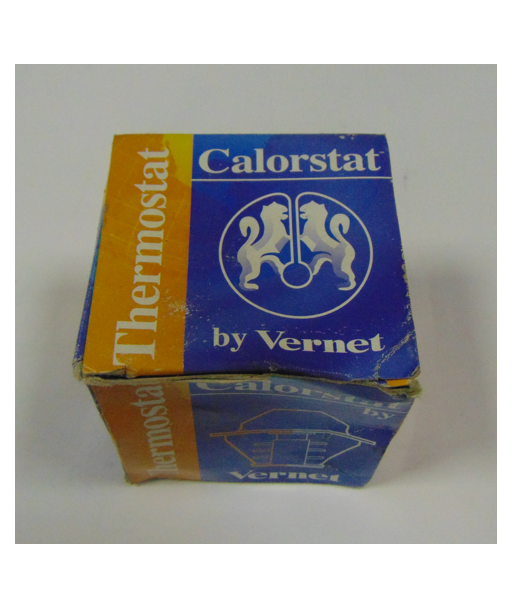 Thermostat
Calorstat
by Vernet
Thermostat
Calorstat
by
Vernet